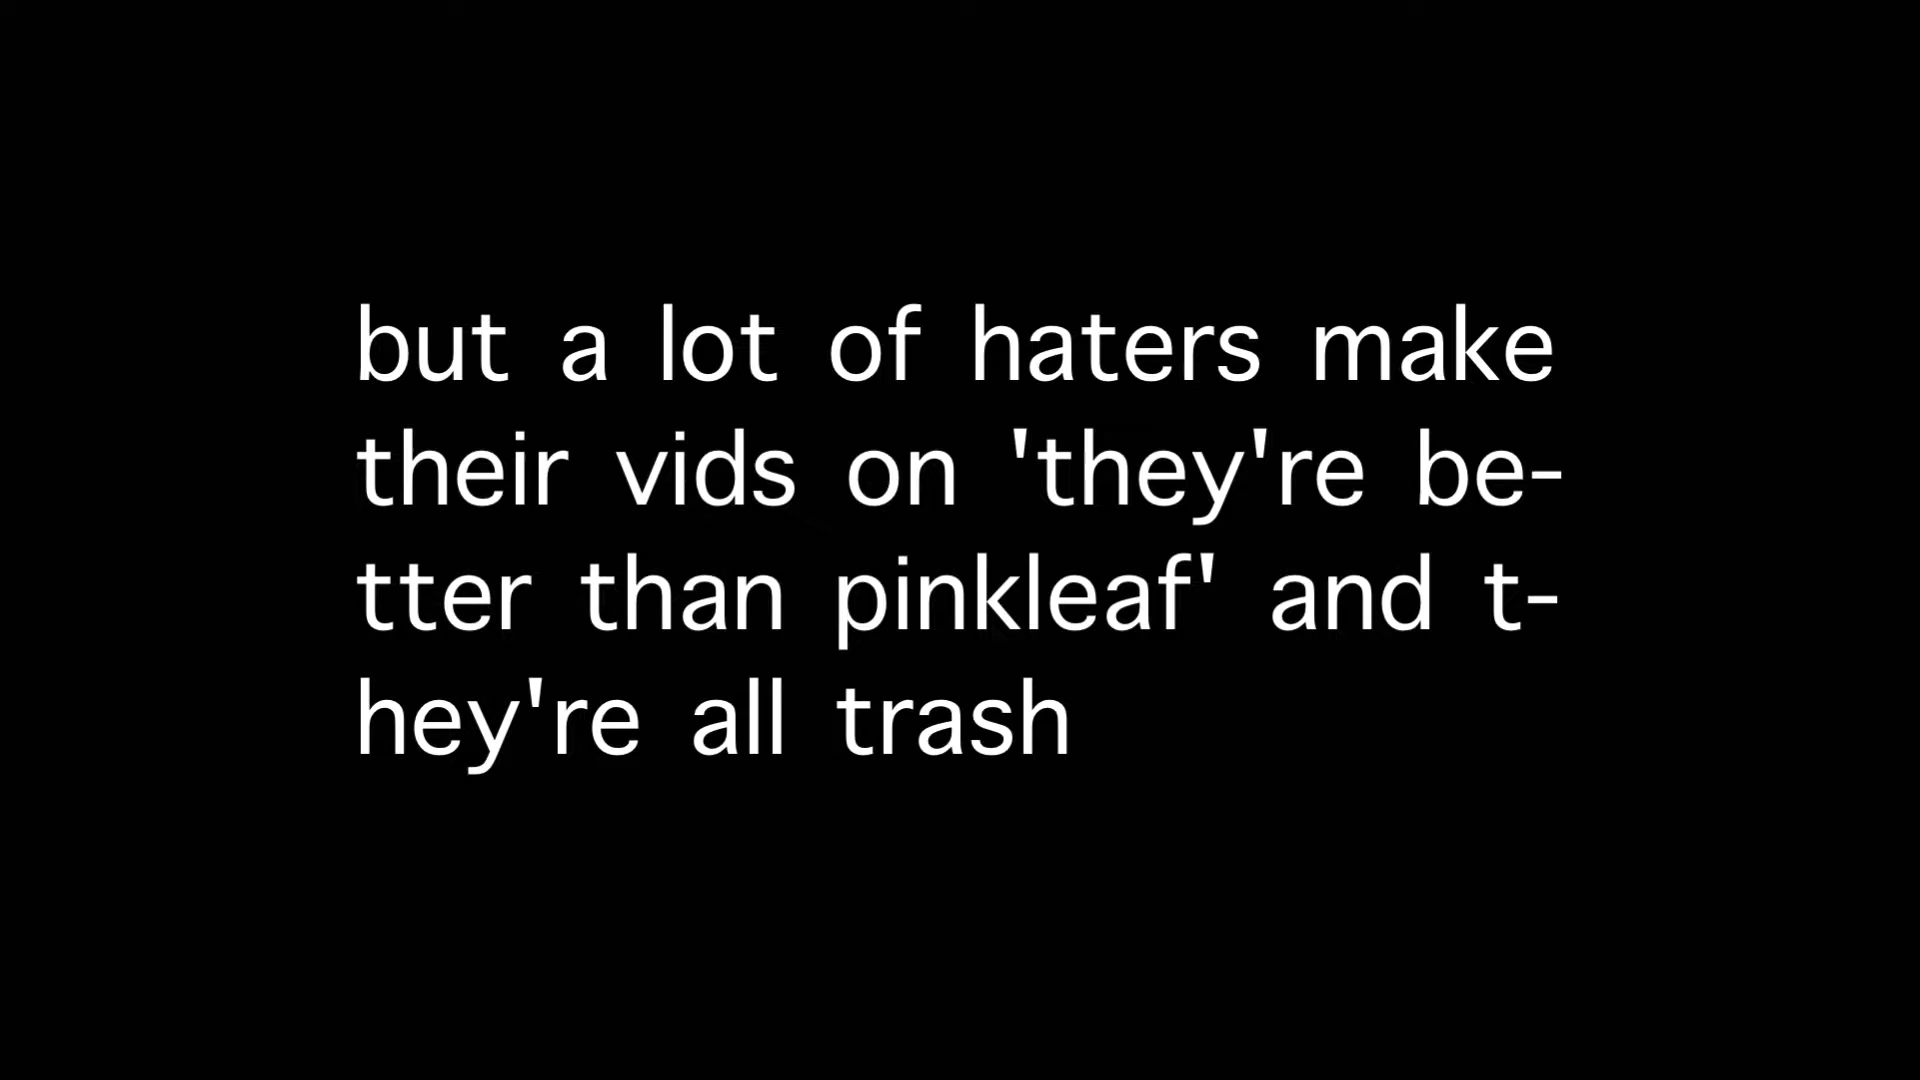 but a lot of haters make
their vids on 'they're be-
tter than pinkleaf' and t-
hey're all trash